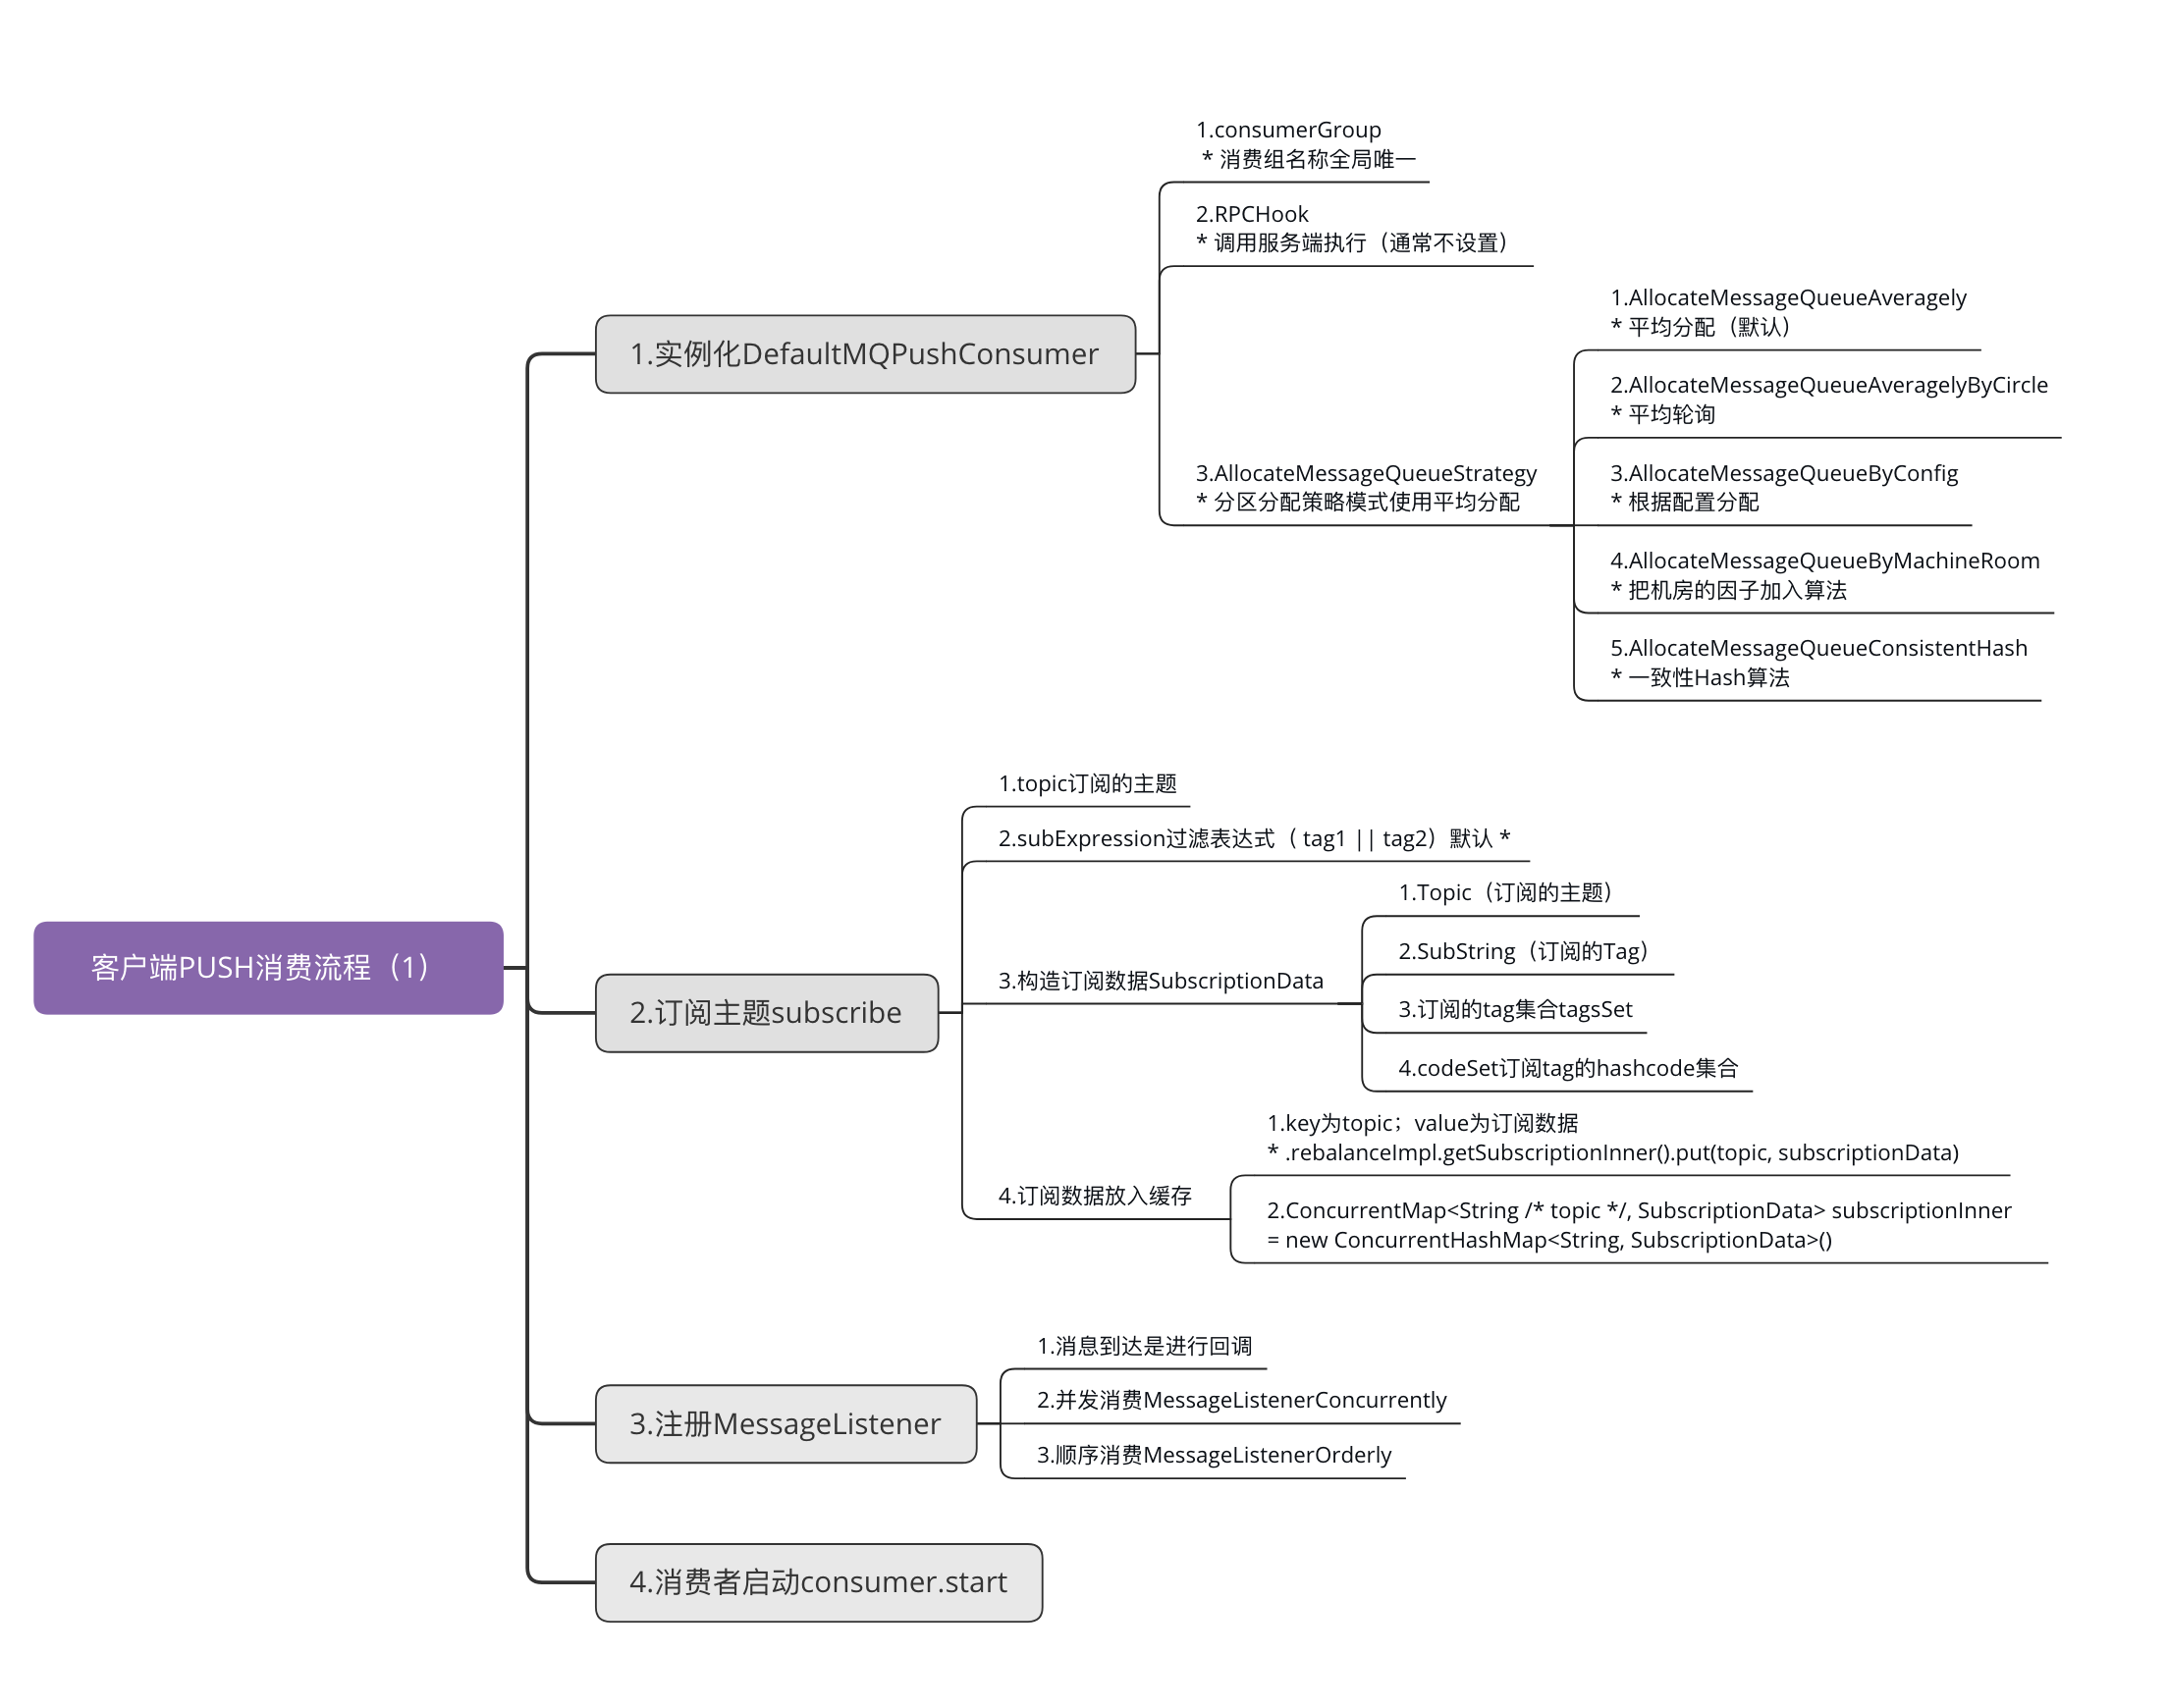 客户端PUSH消费流程（1）
1.实例化DefaultMQPushConsumer
1.consumerGroup
* 消费组名称全局唯一
2.RPCHook
* 调用服务端执行（通常不设置）
3.AllocateMessageQueueStrategy
* 分区分配策略模式使用平均分配
1.AllocateMessageQueueAveragely
* 平均分配（默认）
2.AllocateMessageQueueAveragelyByCircle
* 平均轮询
3.AllocateMessageQueueByConfig
* 根据配置分配
4.AllocateMessageQueueByMachineRoom
* 把机房的因子加入算法
5.AllocateMessageQueueConsistentHash
* 一致性Hash算法
2.订阅主题subscribe
1.topic订阅的主题
2.subExpression过滤表达式（ tag1 || tag2）默认 *
3.构造订阅数据SubscriptionData
1.Topic（订阅的主题）
2.SubString（订阅的Tag）
3.订阅的tag集合tagsSet
4.codeSet订阅tag的hashcode集合
4.订阅数据放入缓存
1.key为topic；value为订阅数据
* .rebalanceImpl.getSubscriptionInner().put(topic, subscriptionData)
2.ConcurrentMap<String /* topic */, SubscriptionData> subscriptionInner
= new ConcurrentHashMap<String, SubscriptionData>()
3.注册MessageListener
1.消息到达是进行回调
2.并发消费MessageListenerConcurrently
3.顺序消费MessageListenerOrderly
4.消费者启动consumer.start